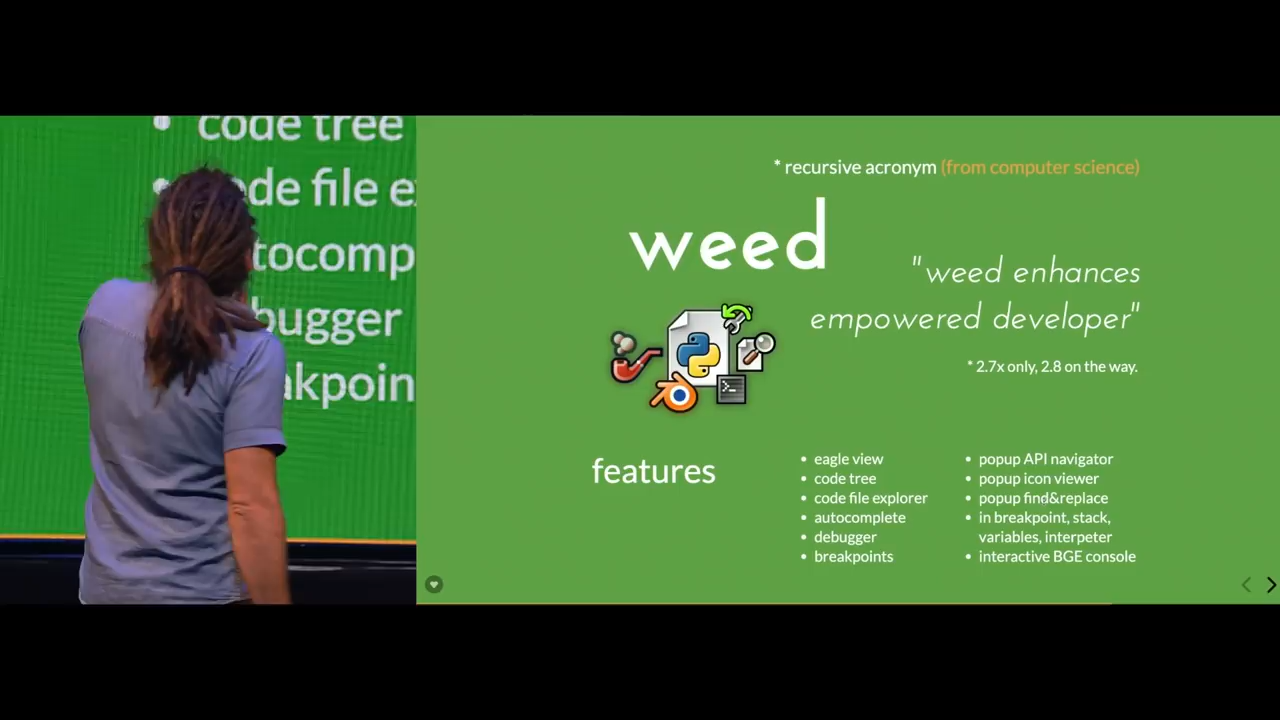 code tree
de file e
tocomp
bugger
akpoin
* recursive acronym (from computer science)
weed
"weed enhances
empowered developer"
* 2.7x only, 2.8 on the way.
features
• eagle view
• code tree
• code file explorer
• autocomplete
• debugger
• breakpoints
• popup API navigator
• popup icon viewer
• popup find&replace
• in breakpoint, stack,
variables, interpeter
• interactive BGE console